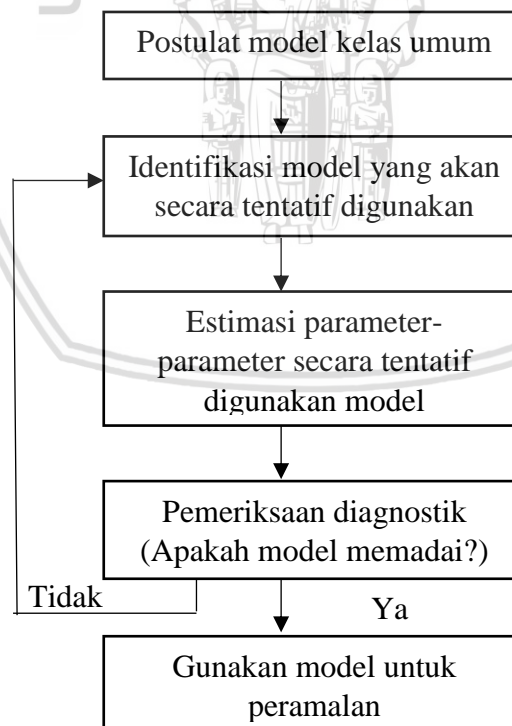 Postulat model kelas umum
Identifikasi model yang akan
secara tentatif digunakan
Estimasi parameter-
parameter secara tentatif
digunakan model
Pemeriksaan diagnostik
(Apakah model memadai?)
Tidak
Ya
Gunakan model untuk
peramalan